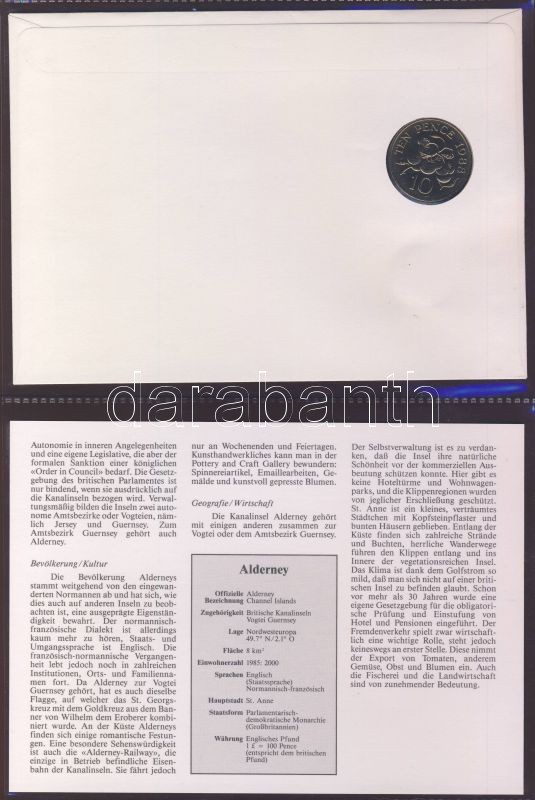 TEN PENCE 1988
10
darabanth
Autonomie in inneren Angelegenheiten
und eine eigene Legislative, die aber der
formalen Sanktion einer königlichen
«Order in Council» bedarf. Die Gesetz-
gebung des britischen Parlamentes ist
nur bindend, wenn sie ausdrücklich auf
die Kanalinseln bezogen wird. Verwal-
tungsmäßig bilden die Inseln zwei auto-
nome Amtsbezirke oder Vogteien, näm-
lich Jersey und Guernsey. Zum
Amtsbezirk Guernsey gehört auch
Alderney.
Bevölkerung/Kultur
Die Bevölkerung Alderneys
stammt weitgehend von den eingewan-
derten Normannen ab und hat sich, wie
dies auch auf anderen Inseln zu beob-
achten ist, eine ausgeprägte Eigenstän-
digkeit bewahrt. Der normannisch-
französische Dialekt ist allerdings
kaum mehr zu hören, Staats- und
Umgangssprache ist Englisch. Die
französisch-normannische Vergangen-
heit lebt jedoch noch in zahlreichen
Institutionen, Orts- und Familienna-
men fort. Da Alderney zur Vogtei
Guernsey gehört, hat es auch dieselbe
Flagge, auf welcher das St. Georgs-
kreuz mit dem Goldkreuz aus dem Ban-
ner von Wilhelm dem Eroberer kombi-
niert wurde. An der Küste Alderneys
finden sich einige romantische Festun-
gen. Eine besondere Sehenswürdigkeit
ist auch die «Alderney-Railway», die
einzige in Betrieb befindliche Eisen-
bahn der Kanalinseln. Sie fährt jedoch
nur an Wochenenden und Feiertagen.
Kunsthandwerkliches kann man in der
Pottery and Craft Gallery bewundern:
Spinnereiartikel, Emaillearbeiten, Ge-
mälde und kunstvoll gepresste Blumen.
Geografie/Wirtschaft
Die Kanalinsel Alderney gehört
mit einigen anderen zusammen zur
Vogtei oder dem Amtsbezirk Guernsey.
Alderney
Offizielle Bezeichnung Alderney
Channel Islands
Zugehörigkeit Britische Kanalinseln
Vogtei Guernsey
Lage Nordwesteuropa
49,7° N/2,1° O
Fläche 8 km²
Einwohnerzahl 1985: 2000
Sprachen Englisch
(Staatssprache)
Normannisch-französisch
Hauptstadt St. Anne
Staatsform Parlamentarisch-
demokratische Monarchie
(Großbritannien)
Währung Englisches Pfund
1 £ = 100 Pence
(entspricht dem britischen
Pfund)
Der Selbstverwaltung ist es zu verdan-
ken, daß die Insel ihre natürliche
Schönheit vor der kommerziellen Aus-
beutung schützen konnte. Hier gibt es
keine Hoteltürme und Wohnwagen-
parks, und die Klippenregionen wurden
von jeglicher Erschließung geschützt.
St. Anne ist ein kleines, verträumtes
Städtchen mit Kopfsteinpflaster und
bunten Häusern geblieben. Entlang der
Küste finden sich zahlreiche Strände
und Buchten, herrliche Wanderwege
führen den Klippen entlang und ins
Innere der vegetationsreichen Insel.
Das Klima ist dank dem Golfstrom so
mild, daß man sich nicht auf einer briti-
schen Insel zu befinden glaubt. Schon
vor mehr als 30 Jahren wurde eine
eigene Gesetzgebung für die obligatori-
sche Prüfung und Einstufung von
Hotel und Pensionen eingeführt. Der
Fremdenverkehr spielt zwar wirtschaft-
lich eine wichtige Rolle, steht jedoch
keineswegs an erster Stelle. Diese nimmt
der Export von Tomaten, anderem
Gemüse, Obst und Blumen ein. Auch
die Fischerei und die Landwirtschaft
sind von zunehmender Bedeutung.